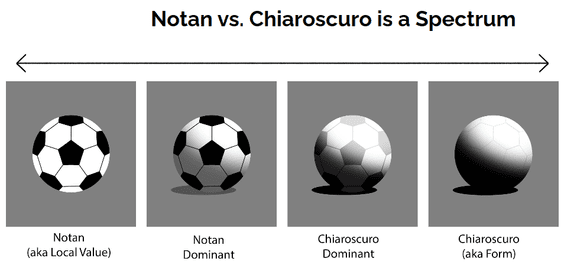 Notan vs. Chiaroscuro is a Spectrum
Notan
(aka Local Value)
Notan
Dominant
Chiaroscuro
Dominant
Chiaroscuro
(aka Form)